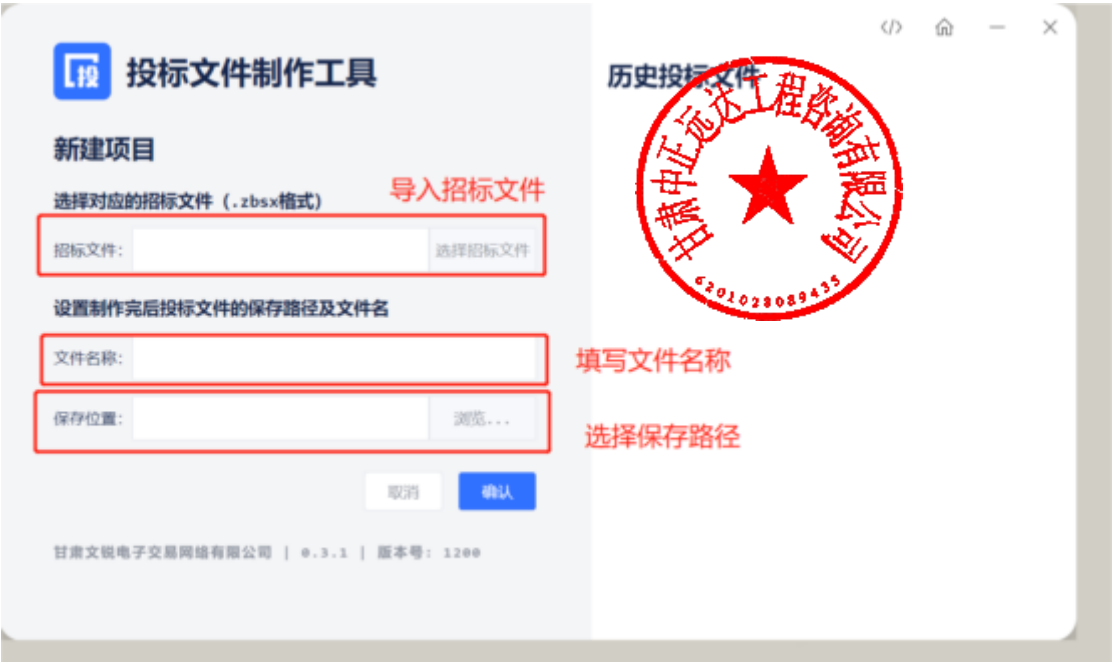 投标文件制作工具
新建项目
选择对应的招标文件（.zbsx格式）
导入招标文件
招标文件：
选择招标文件
设置制作完后投标文件的保存路径及文件名
文件名称：
填写文件名称
保存位置：
浏览...
选择保存路径
取消
确认
甘肃文锐电子交易网络有限公司 | 0.3.1 | 版本号: 1200
</>
历史投标文件
甘肃中正远达工程咨询有限公司
6201028089435
投